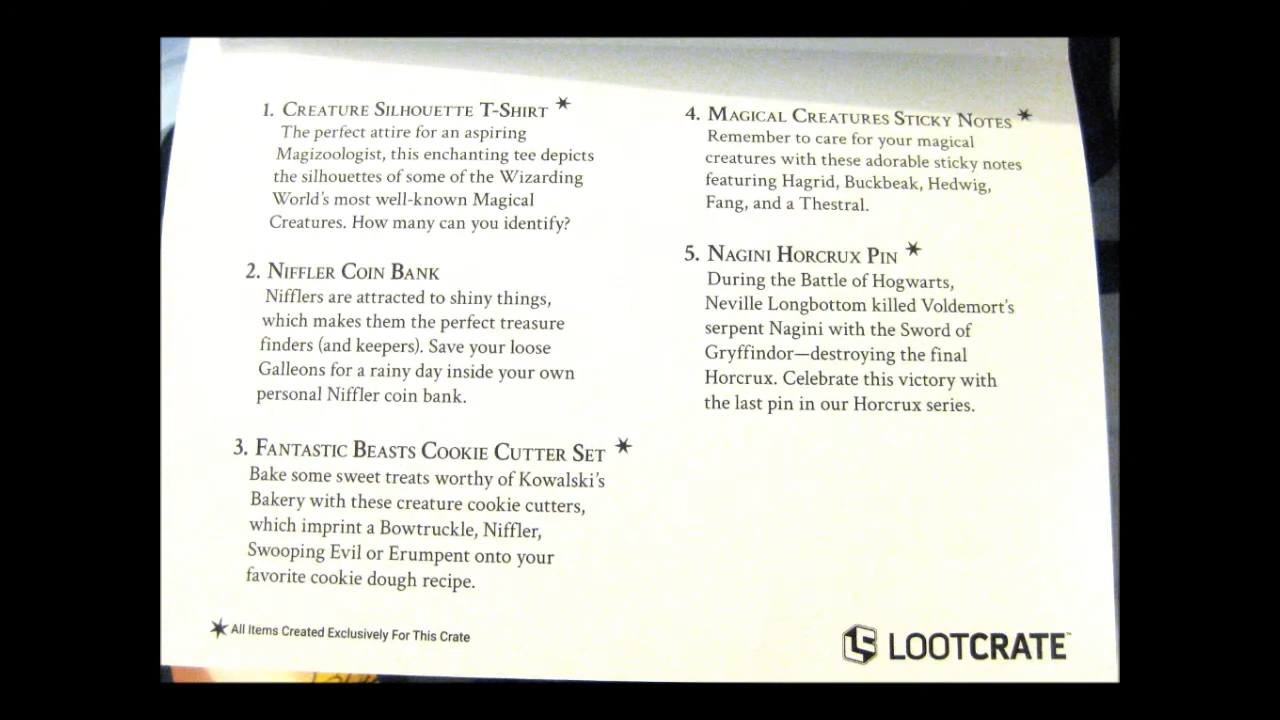 1. CREATURE SILHOUETTE T-SHIRT ✶
The perfect attire for an aspiring
Magizoologist, this enchanting tee depicts
the silhouettes of some of the Wizarding
World's most well-known Magical
Creatures. How many can you identify?
2. NIFFLER COIN BANK
Nifflers are attracted to shiny things,
which makes them the perfect treasure
finders (and keepers). Save your loose
Galleons for a rainy day inside your own
personal Niffler coin bank.
3. FANTASTIC BEASTS COOKIE CUTTER SET ✶
Bake some sweet treats worthy of Kowalski's
Bakery with these creature cookie cutters,
which imprint a Bowtruckle, Niffler,
Swooping Evil or Erumpent onto your
favorite cookie dough recipe.
✶ All Items Created Exclusively For This Crate
4. MAGICAL CREATURES STICKY NOTES ✶
Remember to care for your magical
creatures with these adorable sticky notes
featuring Hagrid, Buckbeak, Hedwig,
Fang, and a Thestral.
5. NAGINI HORCRUX PIN ✶
During the Battle of Hogwarts,
Neville Longbottom killed Voldemort's
serpent Nagini with the Sword of
Gryffindor—destroying the final
Horcrux. Celebrate this victory with
the last pin in our Horcrux series.
LOOTCRATE™